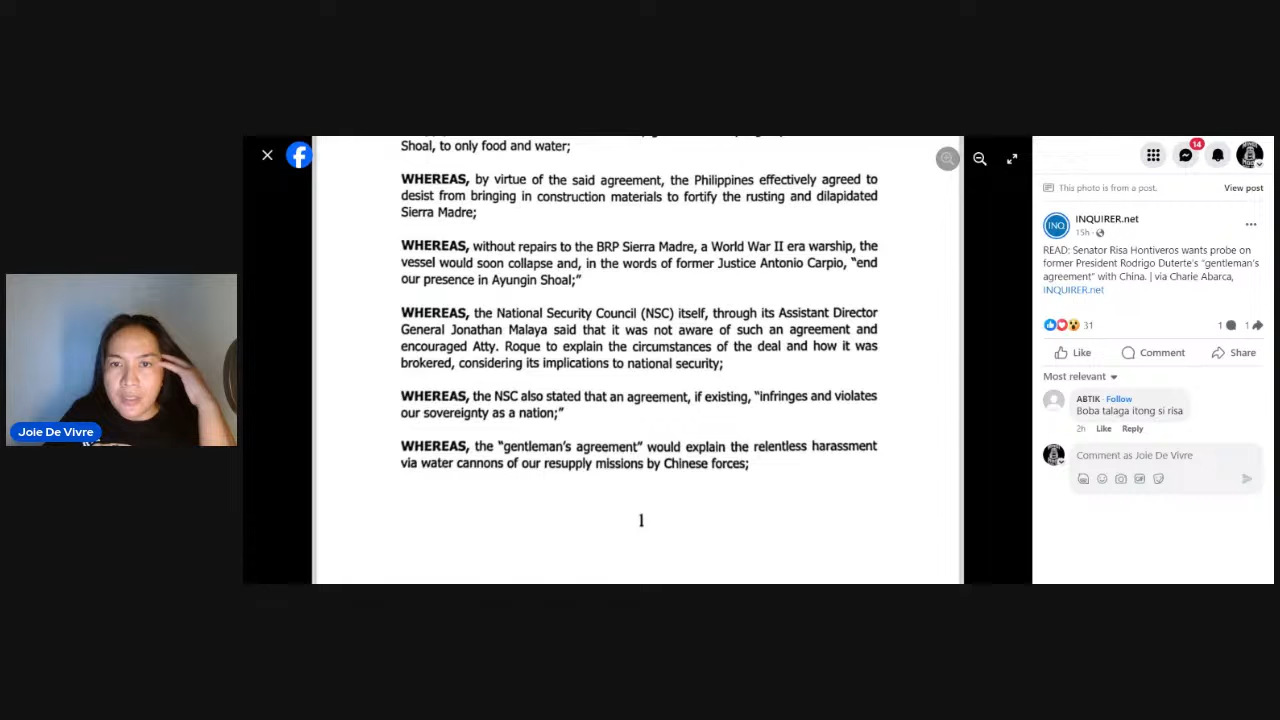 Shoal, to only food and water;
WHEREAS, by virtue of the said agreement, the Philippines effectively agreed to
desist from bringing in construction materials to fortify the rusting and dilapidated
Sierra Madre;
WHEREAS, without repairs to the BRP Sierra Madre, a World War II era warship, the
vessel would soon collapse and, in the words of former Justice Antonio Carpio, “end
our presence in Ayungin Shoal;”
WHEREAS, the National Security Council (NSC) itself, through its Assistant Director
General Jonathan Malaya said that it was not aware of such an agreement and
encouraged Atty. Roque to explain the circumstances of the deal and how it was
brokered, considering its implications to national security;
WHEREAS, the NSC also stated that an agreement, if existing, “infringes and violates
our sovereignty as a nation;”
WHEREAS, the “gentleman’s agreement” would explain the relentless harassment
via water cannons of our resupply missions by Chinese forces;
1
Joie De Vivre
14
This photo is from a post.
View post
INQ
INQUIRER.net
15h
READ: Senator Risa Hontiveros wants probe on
former President Rodrigo Duterte’s “gentleman’s
agreement” with China. | via Charie Abarca,
INQUIRER.net
31
1
1
Like
Comment
Share
Most relevant
ABTIK · Follow
Boba talaga itong si risa
2h Like Reply
Comment as Joie De Vivre
GIF